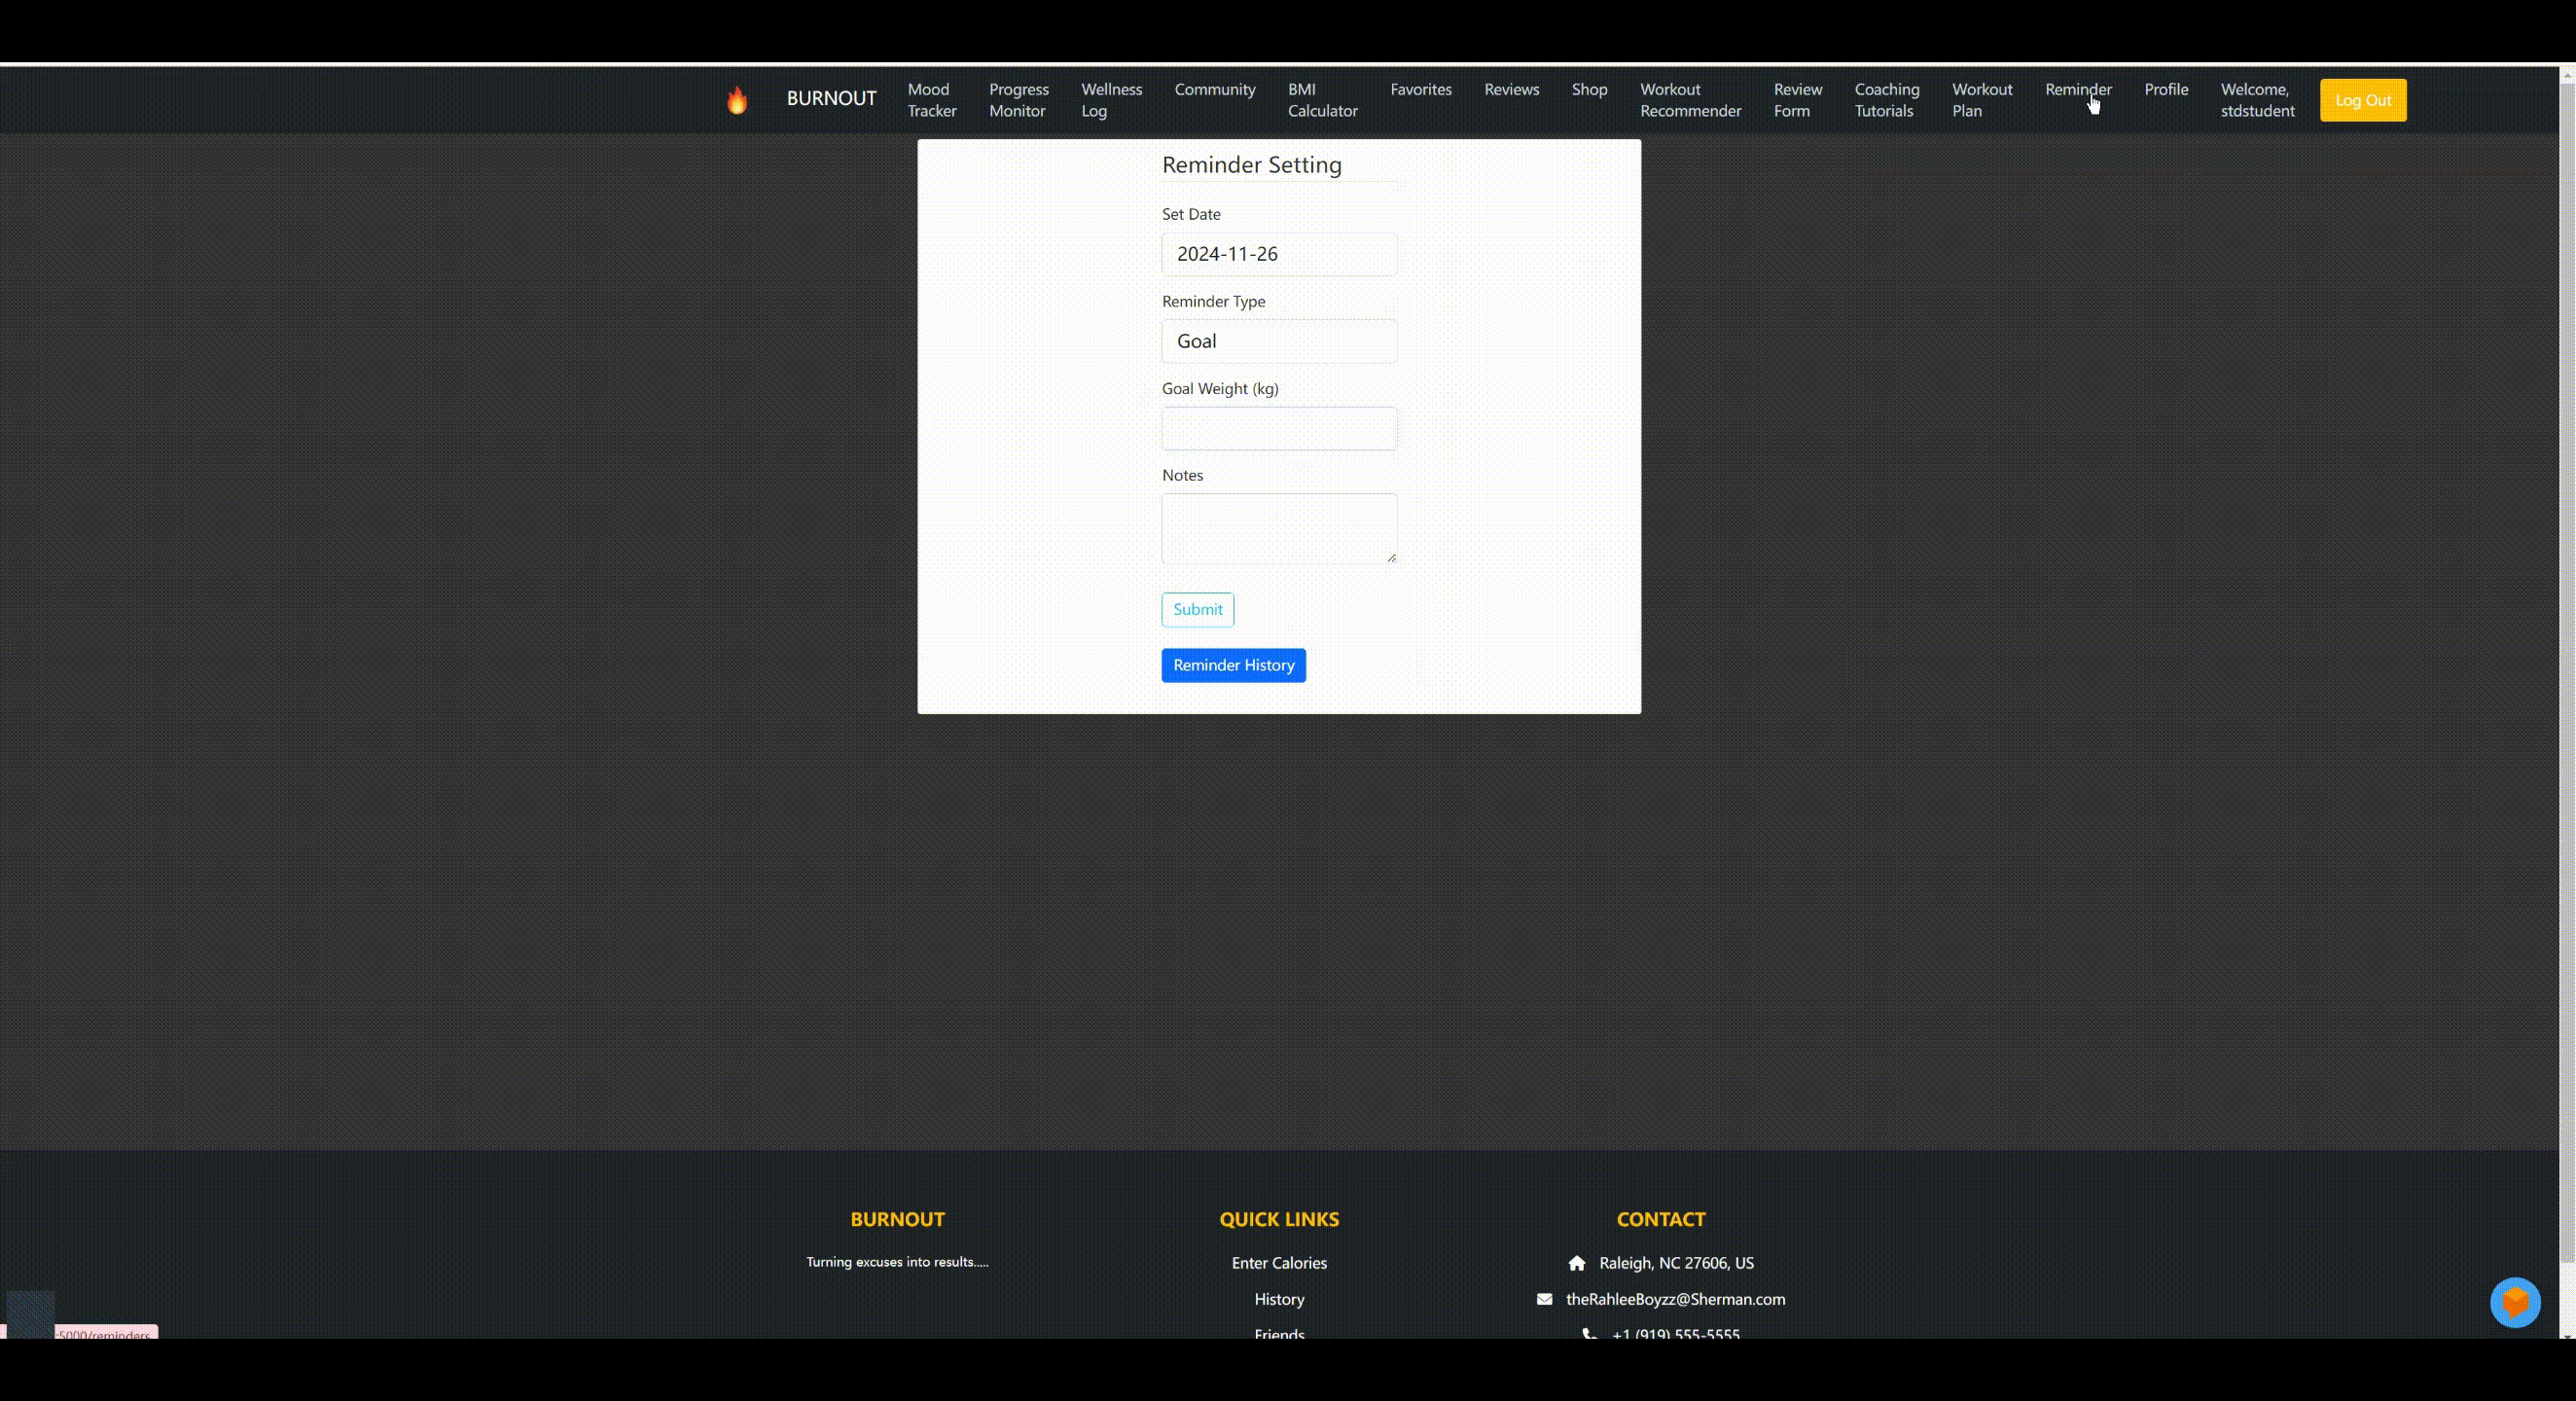 BURNOUT
Mood
Tracker
Progress
Monitor
Wellness
Log
Community
BMI
Calculator
Favorites
Reviews
Shop
Workout
Recommender
Review
Form
Coaching
Tutorials
Workout
Plan
Reminder
Profile
Welcome,
stdstudent
Log Out
Reminder Setting
Set Date
2024-11-26
Reminder Type
Goal
Goal Weight (kg)
Notes
Submit
Reminder History
BURNOUT
Turning excuses into results.....
QUICK LINKS
Enter Calories
History
Friends
CONTACT
Raleigh, NC 27606, US
theRahleeBoyzz@Sherman.com
+1 (919) 555-5555
:5000/reminders